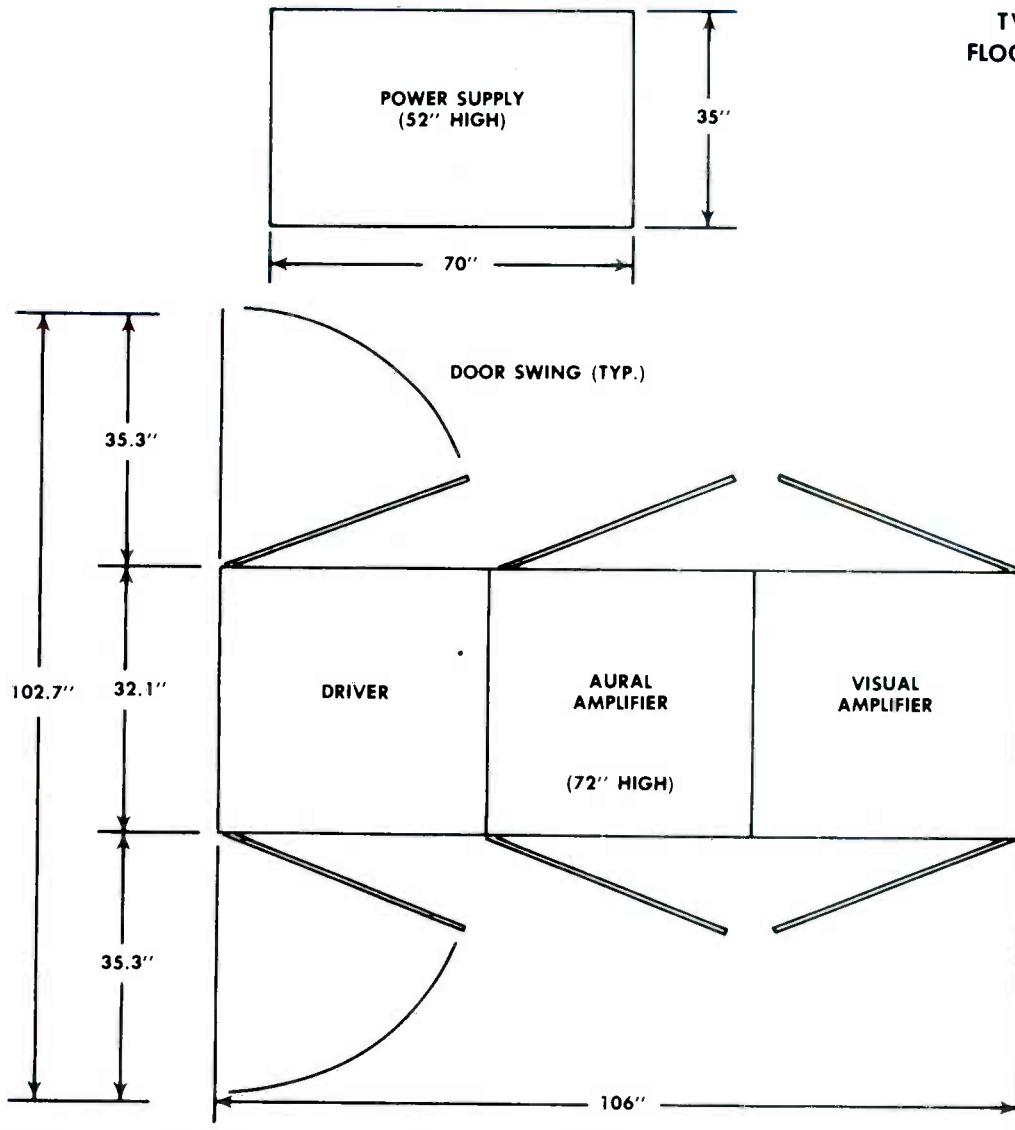 POWER SUPPLY
(52″ HIGH)
35″
70″
DOOR SWING (TYP.)
35.3″
102.7″
32.1″
DRIVER
AURAL
AMPLIFIER
(72″ HIGH)
VISUAL
AMPLIFIER
35.3″
106″